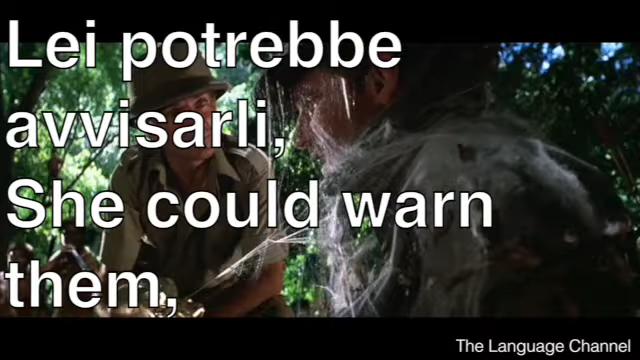 Lei potrebbe
avvisarli,
She could warn
them,
The Language Channel